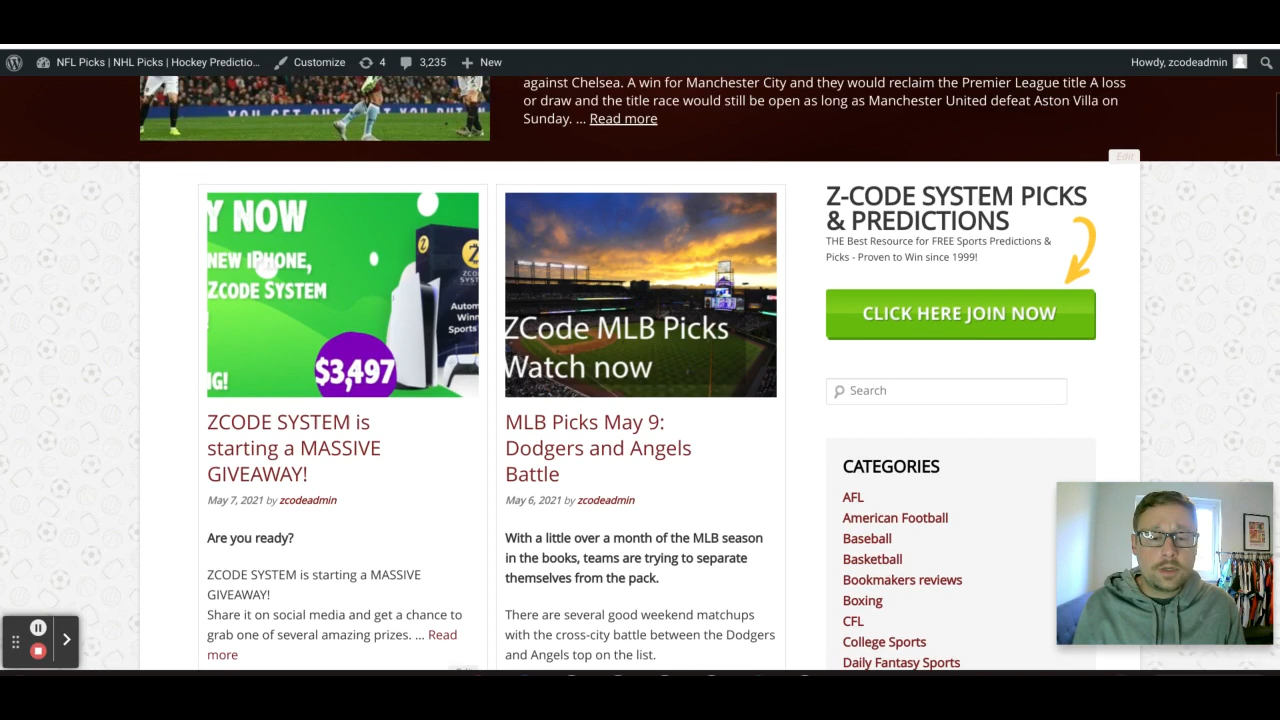 NFL Picks | NHL Picks | Hockey Predictio...
Customize
4
3,235
New
Howdy, zcodeadmin
against Chelsea. A win for Manchester City and they would reclaim the Premier League title A loss
or draw and the title race would still be open as long as Manchester United defeat Aston Villa on
Sunday. ... Read more
Edit
Y NOW
NEW iPHONE,
ZCODE SYSTEM
Autom
Winn
Sports
$3,497
G!
ZCODE SYSTEM is
starting a MASSIVE
GIVEAWAY!
May 7, 2021 by zcodeadmin
Are you ready?
ZCODE SYSTEM is starting a MASSIVE
GIVEAWAY!
Share it on social media and get a chance to
grab one of several amazing prizes. ... Read
more
ZCode MLB Picks
Watch now
MLB Picks May 9:
Dodgers and Angels
Battle
May 6, 2021 by zcodeadmin
With a little over a month of the MLB season
in the books, teams are trying to separate
themselves from the pack.
There are several good weekend matchups
with the cross-city battle between the Dodgers
and Angels top on the list.
Z-CODE SYSTEM PICKS
& PREDICTIONS
THE Best Resource for FREE Sports Predictions &
Picks - Proven to Win since 1999!
CLICK HERE JOIN NOW
Search
CATEGORIES
AFL
American Football
Baseball
Basketball
Bookmakers reviews
Boxing
CFL
College Sports
Daily Fantasy Sports